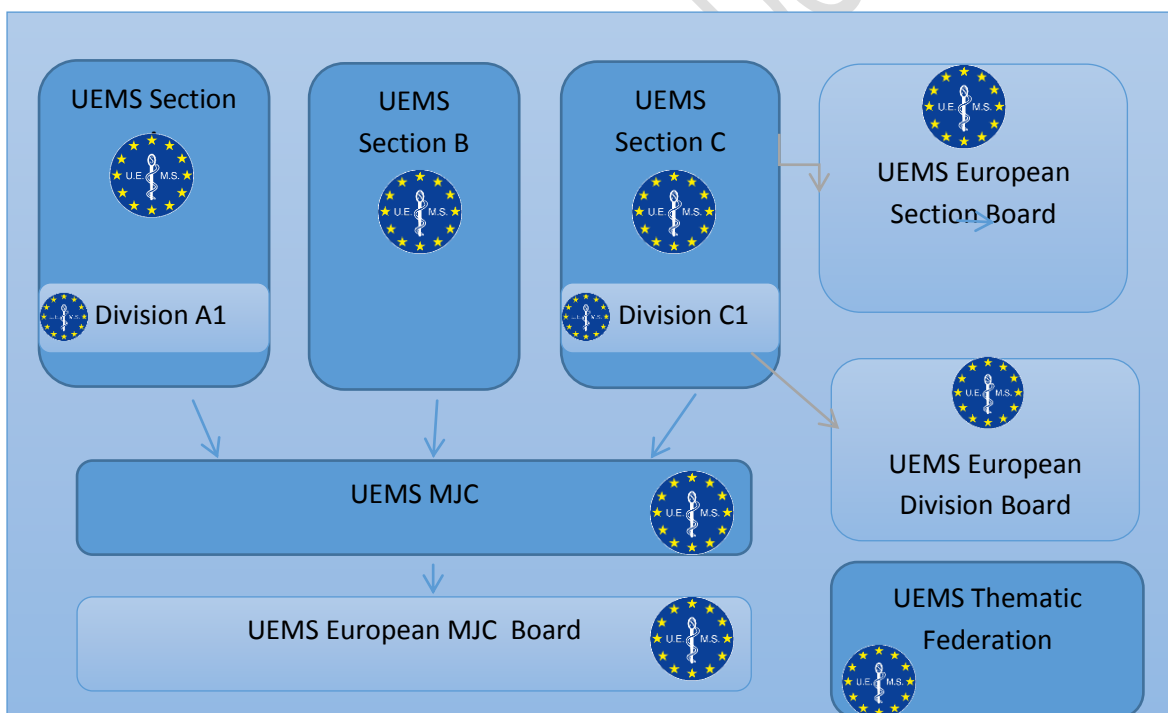 UEMS Section
U.E. M.S.
Division A1
U.E. M.S.
UEMS
Section B
U.E. M.S.
UEMS
Section C
U.E. M.S.
Division C1
U.E. M.S.
U.E. M.S.
UEMS European
Section Board
U.E. M.S.
UEMS European
Division Board
UEMS MJC
U.E. M.S.
UEMS European MJC Board
U.E. M.S.
UEMS Thematic
Federation
U.E. M.S.